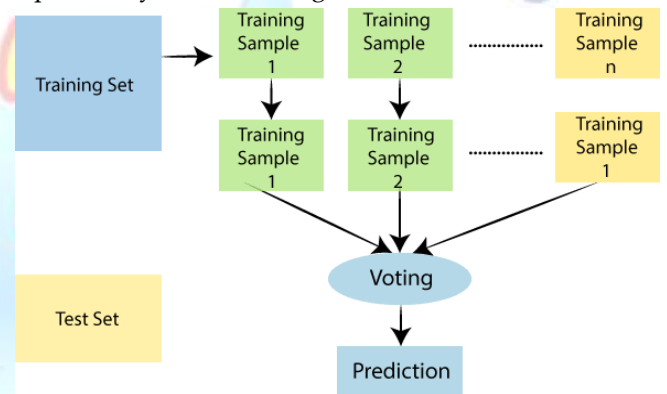 Training Set
Training
Sample
1
Training
Sample
2
Training
Sample
n
Training
Sample
1
Training
Sample
2
Training
Sample
1
Voting
Test Set
Prediction